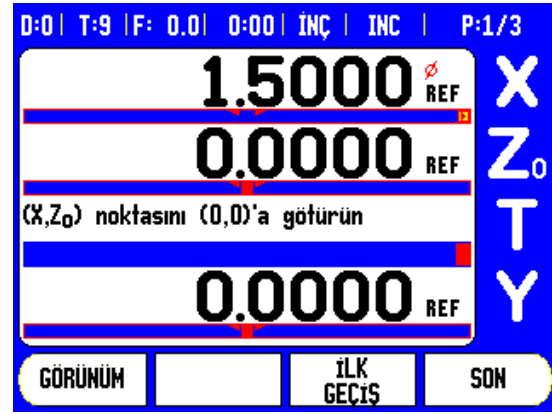 D:0 | T:9 | F: 0.0 | 0:00 | İNÇ | INC | P:1/3
1.5000 Ø REF X
0.0000 REF Z0
(X,Z0) noktasını (0,0)'a götürün
T
0.0000 REF Y
GÖRÜNÜM
İLK GEÇİŞ
SON